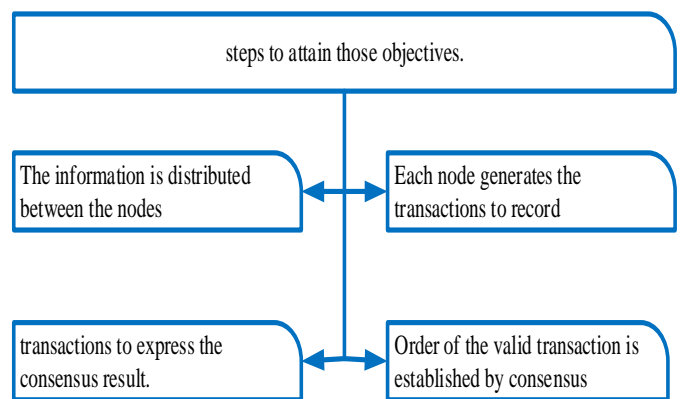 steps to attain those objectives.
The information is distributed
between the nodes
Each node generates the
transactions to record
transactions to express the
consensus result.
Order of the valid transaction is
established by consensus